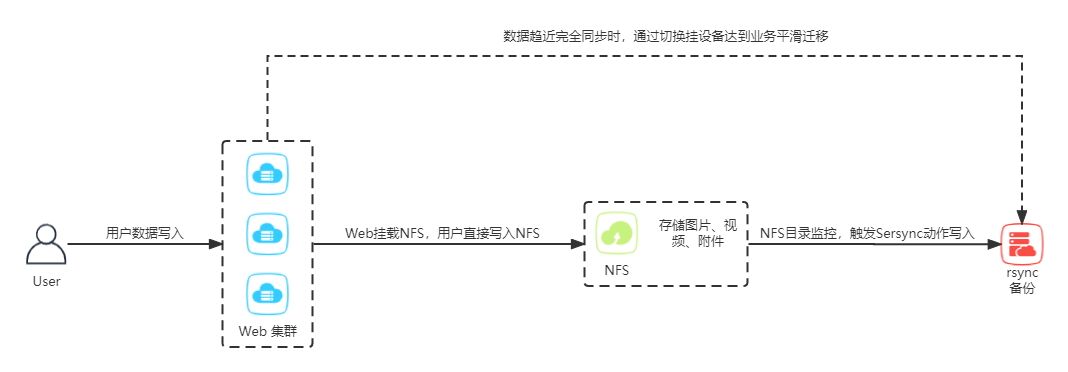 数据趋近完全同步时，通过切换挂设备达到业务平滑迁移
用户数据写入
Web挂载NFS，用户直接写入NFS
存储图片、视
频、附件
NFS目录监控，触发Sersync动作写入
User
NFS
rsync
备份
Web 集群